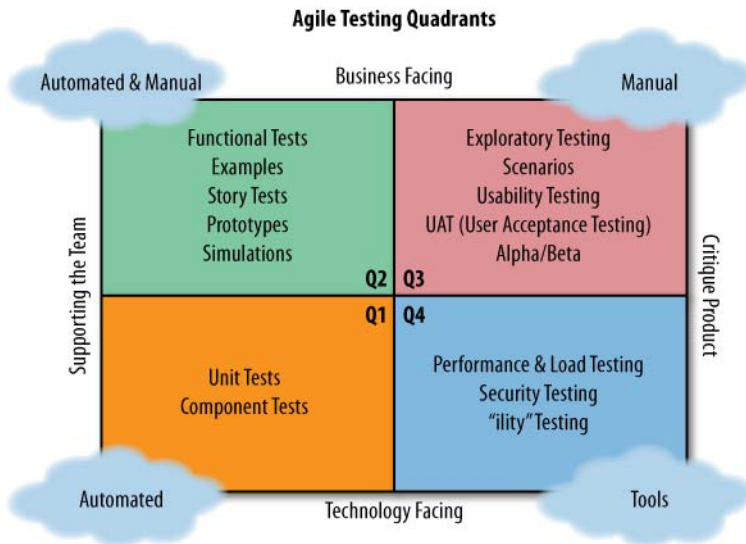 Agile Testing Quadrants
Automated & Manual
Business Facing
Manual
Functional Tests
Examples
Story Tests
Prototypes
Simulations
Q2
Exploratory Testing
Scenarios
Usability Testing
UAT (User Acceptance Testing)
Alpha/Beta
Q3
Supporting the Team
Critique Product
Q1
Unit Tests
Component Tests
Q4
Performance & Load Testing
Security Testing
“ility” Testing
Automated
Technology Facing
Tools